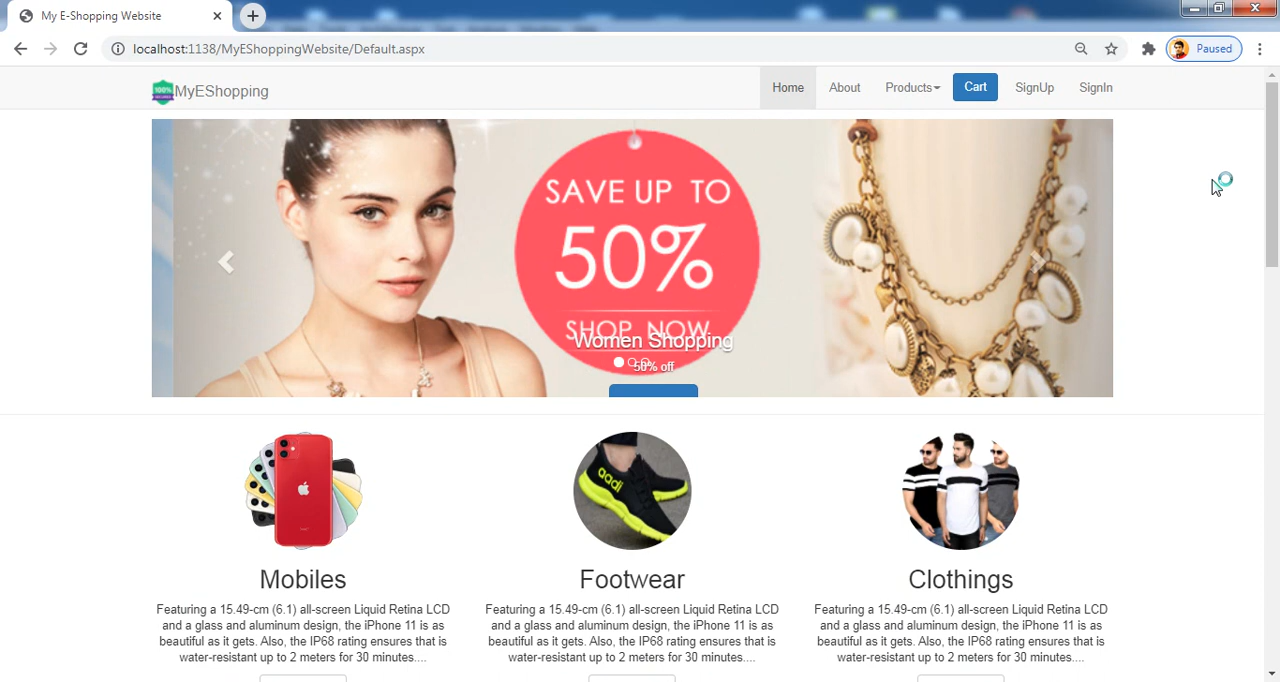 My E-Shopping Website
localhost:1138/MyEShoppingWebsite/Default.aspx
Paused
100%
MyEShopping
Home
About
Products
Cart
SignUp
SignIn
SAVE UP TO
50%
SHOP NOW
Women Shopping
50% off
aadi
Mobiles
Featuring a 15.49-cm (6.1) all-screen Liquid Retina LCD
and a glass and aluminum design, the iPhone 11 is as
beautiful as it gets. Also, the IP68 rating ensures that is
water-resistant up to 2 meters for 30 minutes....
Footwear
Featuring a 15.49-cm (6.1) all-screen Liquid Retina LCD
and a glass and aluminum design, the iPhone 11 is as
beautiful as it gets. Also, the IP68 rating ensures that is
water-resistant up to 2 meters for 30 minutes....
Clothings
Featuring a 15.49-cm (6.1) all-screen Liquid Retina LCD
and a glass and aluminum design, the iPhone 11 is as
beautiful as it gets. Also, the IP68 rating ensures that is
water-resistant up to 2 meters for 30 minutes....